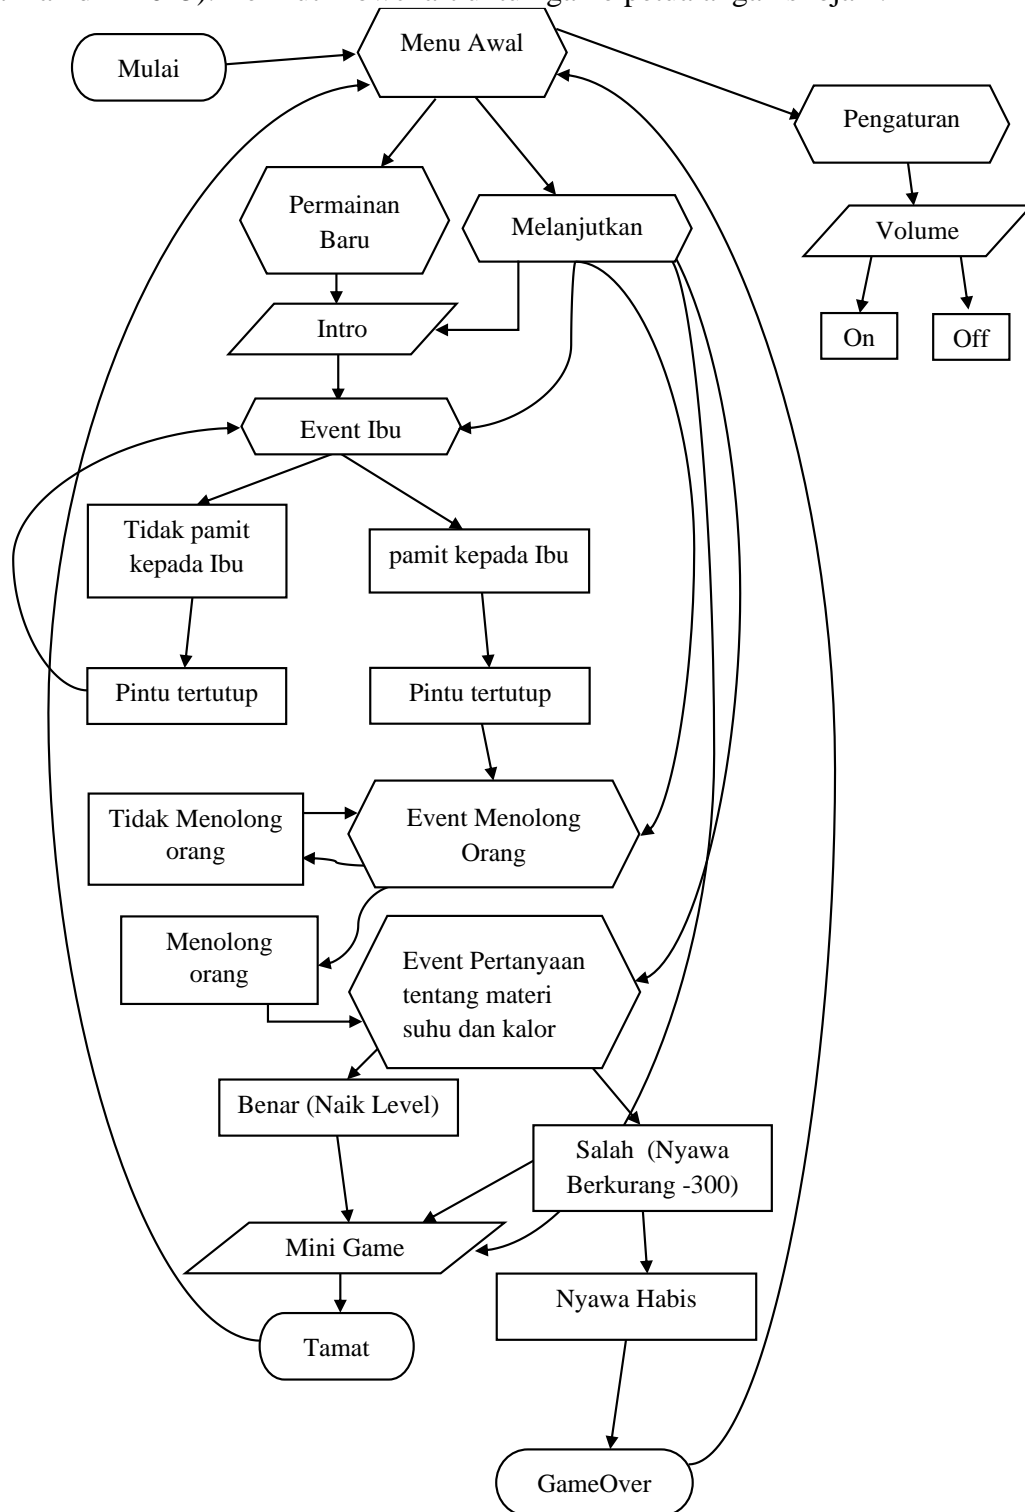 Menu Awal
Mulai
Pengaturan
Permainan
Baru
Melanjutkan
Volume
Intro
On
Off
Event Ibu
Tidak pamit
kepada Ibu
pamit kepada Ibu
Pintu tertutup
Pintu tertutup
Tidak Menolong
orang
Event Menolong
Orang
Menolong
orang
Event Pertanyaan
tentang materi
suhu dan kalor
Benar (Naik Level)
Salah (Nyawa
Berkurang -300)
Mini Game
Nyawa Habis
Tamat
GameOver